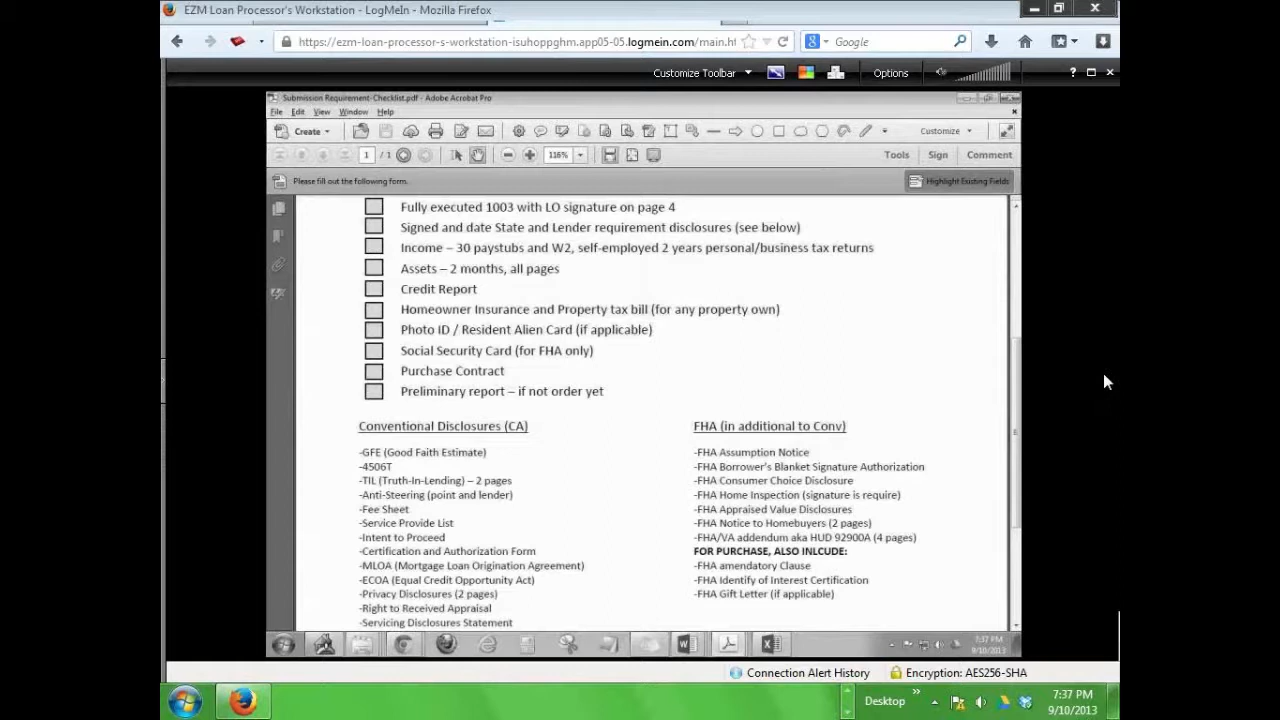 EZM Loan Processor's Workstation - LogMeIn - Mozilla Firefox
https://ezm-loan-processor-s-workstation-isuhoppghm.app05-05.logmein.com/main.ht
Google
Customize Toolbar
Options
Submission Requirement-Checklist.pdf - Adobe Acrobat Pro
File Edit View Window Help
Create
Customize
1 / 1
116%
Tools Sign Comment
Please fill out the following form.
Highlight Existing Fields
Fully executed 1003 with LO signature on page 4
Signed and date State and Lender requirement disclosures (see below)
Income – 30 paystubs and W2, self-employed 2 years personal/business tax returns
Assets – 2 months, all pages
Credit Report
Homeowner Insurance and Property tax bill (for any property own)
Photo ID / Resident Alien Card (if applicable)
Social Security Card (for FHA only)
Purchase Contract
Preliminary report – if not order yet
Conventional Disclosures (CA)
-GFE (Good Faith Estimate)
-4506T
-TIL (Truth-In-Lending) – 2 pages
-Anti-Steering (point and lender)
-Fee Sheet
-Service Provide List
-Intent to Proceed
-Certification and Authorization Form
-MLOA (Mortgage Loan Origination Agreement)
-ECOA (Equal Credit Opportunity Act)
-Privacy Disclosures (2 pages)
-Right to Received Appraisal
-Servicing Disclosures Statement
FHA (in additional to Conv)
-FHA Assumption Notice
-FHA Borrower's Blanket Signature Authorization
-FHA Consumer Choice Disclosure
-FHA Home Inspection (signature is require)
-FHA Appraised Value Disclosures
-FHA Notice to Homebuyers (2 pages)
-FHA/VA addendum aka HUD 92900A (4 pages)
FOR PURCHASE, ALSO INLCUDE:
-FHA amendatory Clause
-FHA Identify of Interest Certification
-FHA Gift Letter (if applicable)
7:37 PM
9/10/2013
Connection Alert History
Encryption: AES256-SHA
Desktop
7:37 PM
9/10/2013